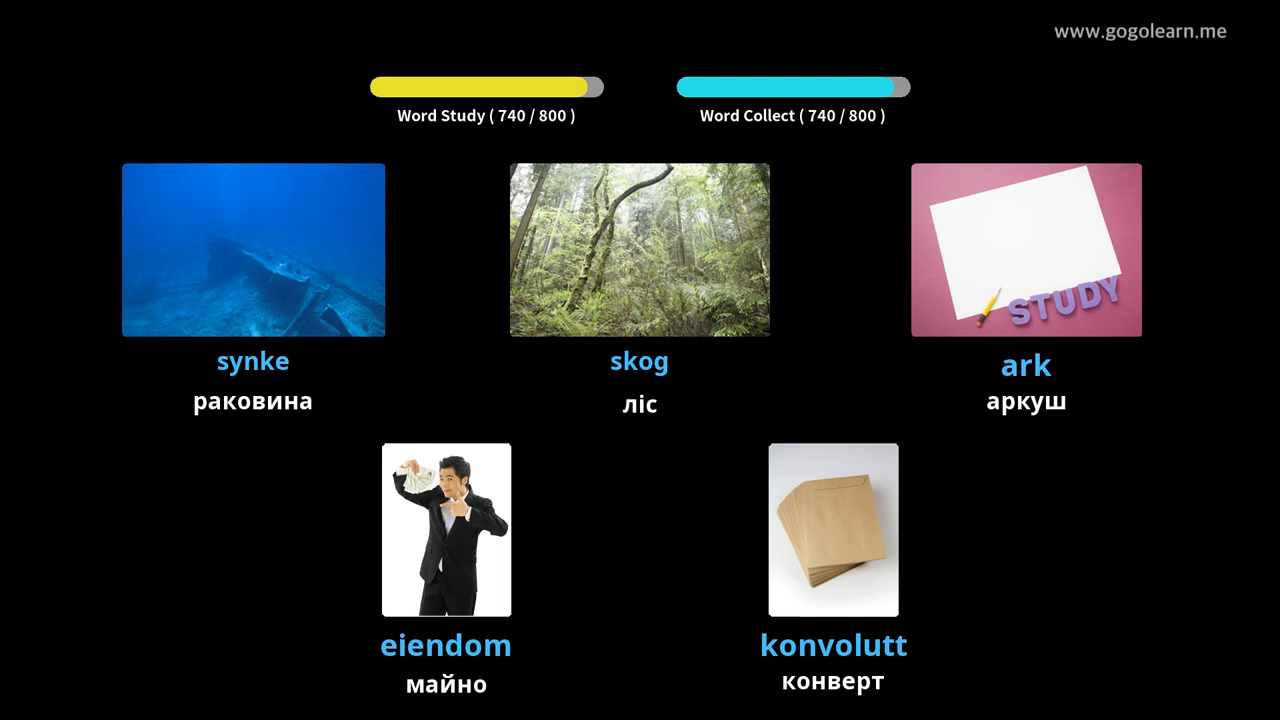 www.gogolearn.me
Word Study ( 740 / 800 )
Word Collect ( 740 / 800 )
STUDY
synke
skog
ark
раковина
ліс
аркуш
eiendom
konvolutt
майно
конверт